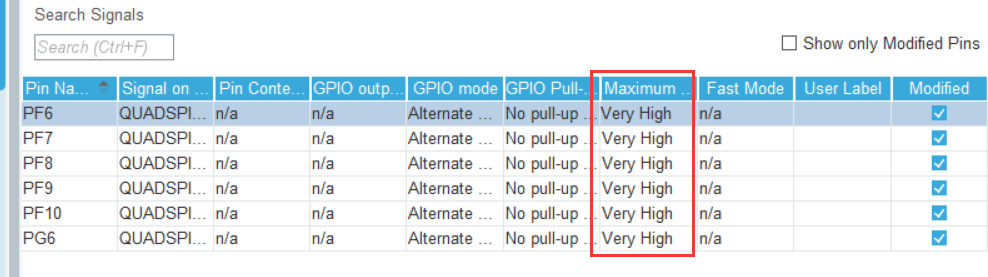 Search Signals
Search (Ctrl+F)
Show only Modified Pins
Pin Na... Signal on ... Pin Conte... GPIO outp... GPIO mode GPIO Pull-... Maximum ... Fast Mode User Label Modified
PF6 QUADSPI... n/a n/a Alternate ... No pull-up ... Very High n/a
PF7 QUADSPI... n/a n/a Alternate ... No pull-up ... Very High n/a
PF8 QUADSPI... n/a n/a Alternate ... No pull-up ... Very High n/a
PF9 QUADSPI... n/a n/a Alternate ... No pull-up ... Very High n/a
PF10 QUADSPI... n/a n/a Alternate ... No pull-up ... Very High n/a
PG6 QUADSPI... n/a n/a Alternate ... No pull-up ... Very High n/a